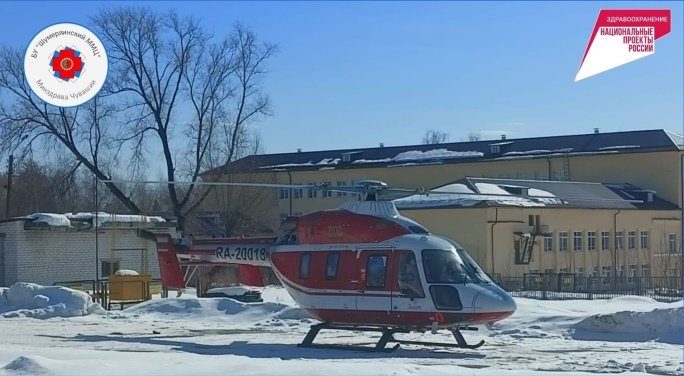 БУ "Шумерлинский ММЦ"
Минздрава Чувашии
ЗДРАВООХРАНЕНИЕ
НАЦИОНАЛЬНЫЕ
ПРОЕКТЫ
РОССИИ
RA-20018